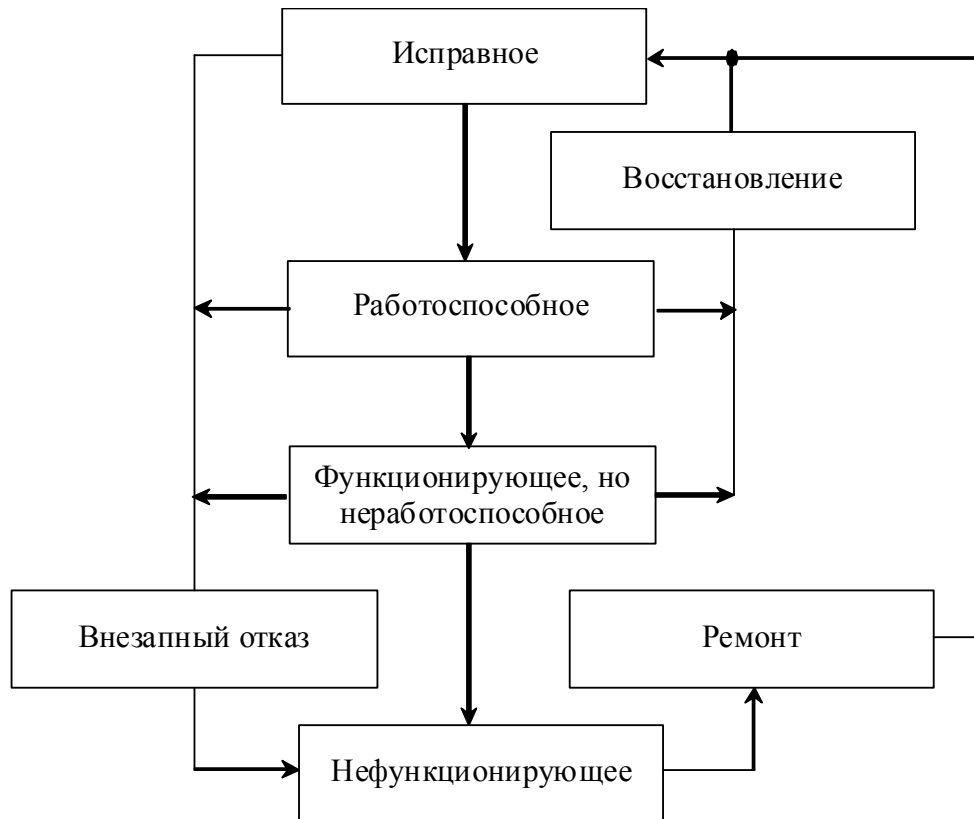 Исправное
Восстановление
Работоспособное
Функционирующее, но
неработоспособное
Внезапный отказ
Ремонт
Нефункционирующее